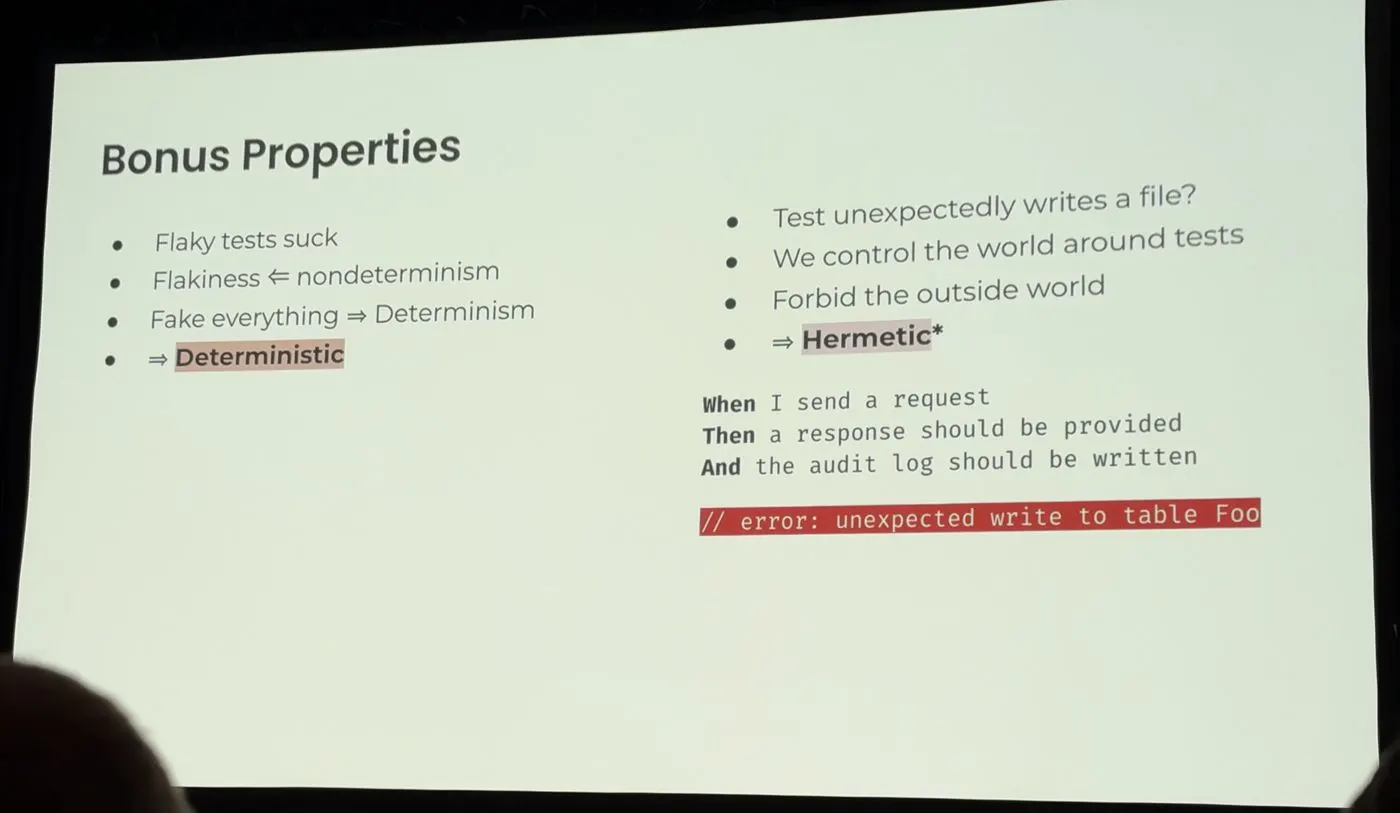 Bonus Properties
● Flaky tests suck
● Flakiness ⇐ nondeterminism
● Fake everything ⇒ Determinism
● ⇒ Deterministic
● Test unexpectedly writes a file?
● We control the world around tests
● Forbid the outside world
● ⇒ Hermetic*
When I send a request
Then a response should be provided
And the audit log should be written
// error: unexpected write to table Foo